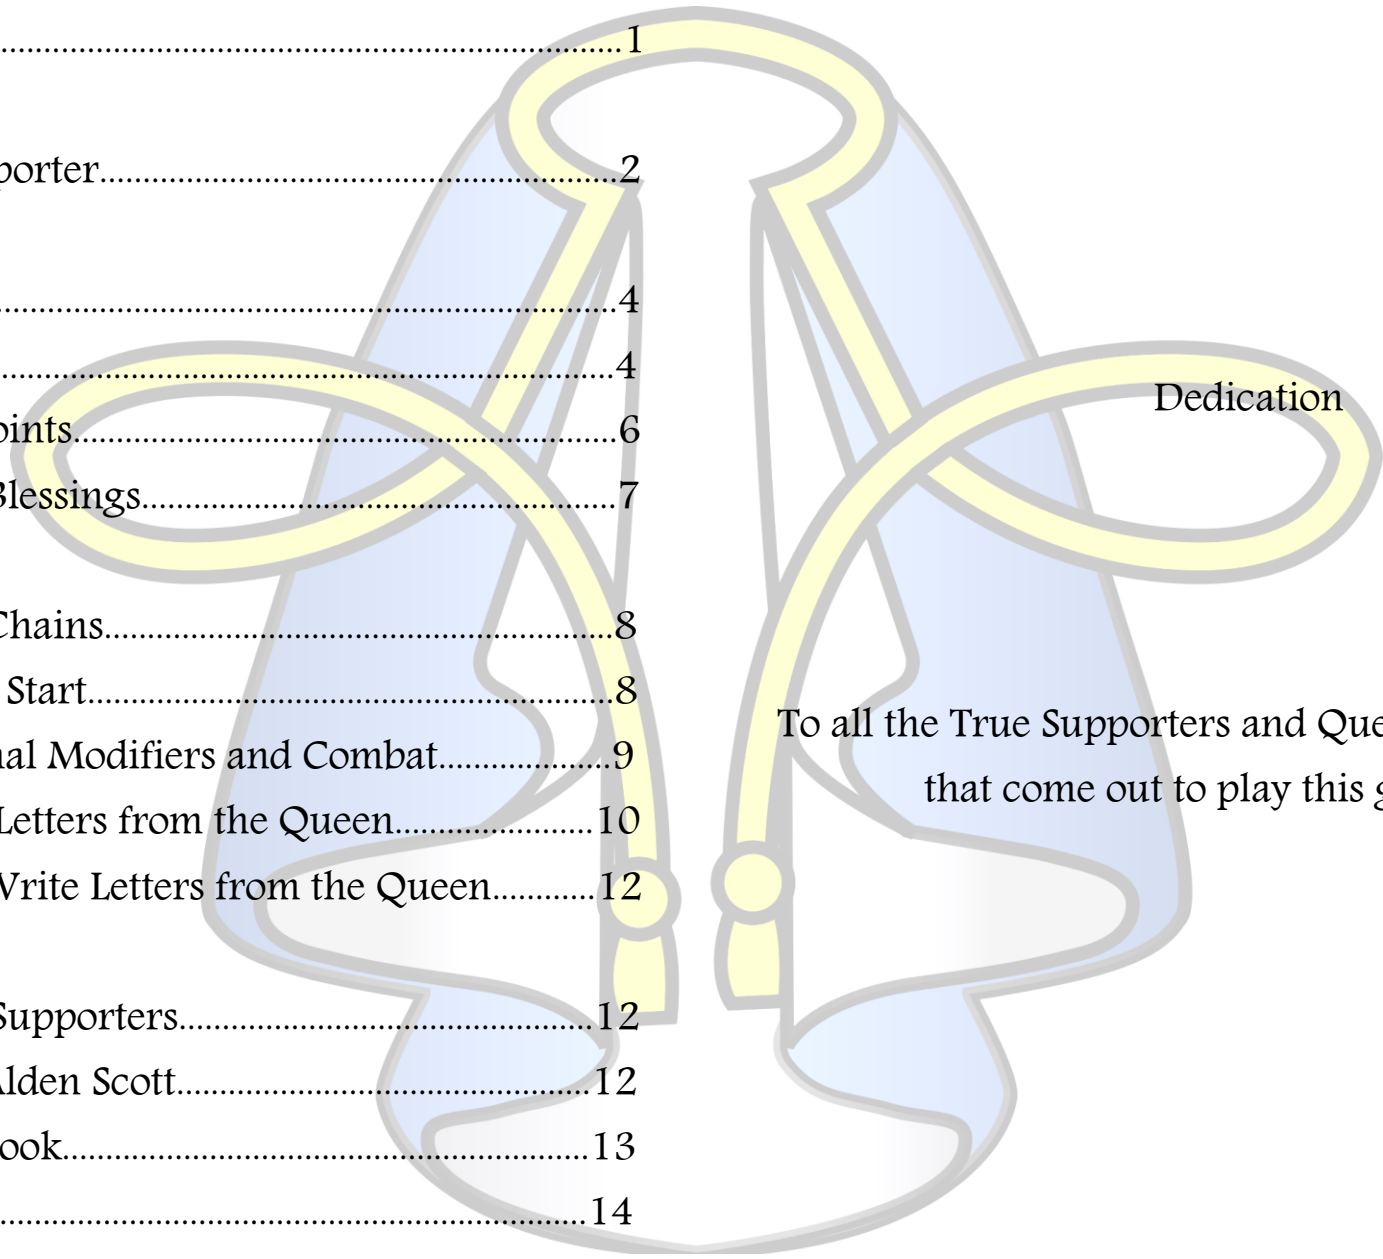 ........................................................................1
porter............................................................2
.......................................................................4
.......................................................................4
oints...............................................................6
Blessings.......................................................7
Chains...........................................................8
Start.............................................................8
nal Modifiers and Combat....................9
Letters from the Queen.......................10
Write Letters from the Queen............12
Supporters................................................12
Alden Scott................................................12
ook.............................................................13
....................................................................14
Dedication
To all the True Supporters and Que
that come out to play this g